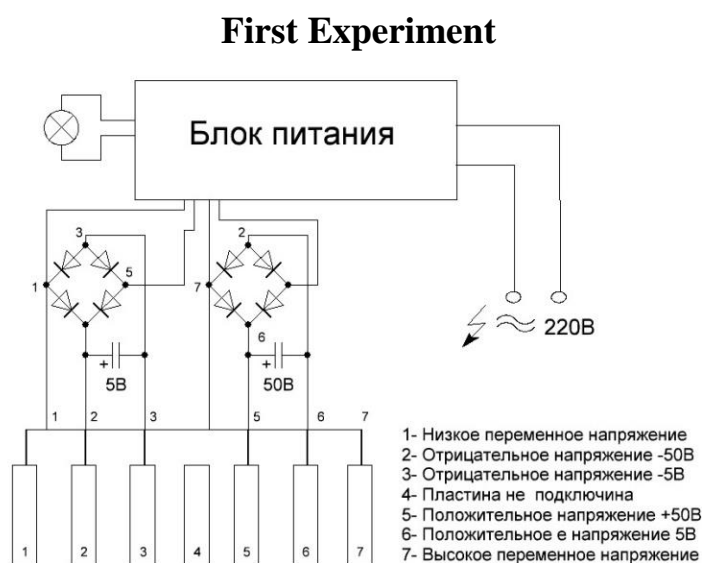 First Experiment
Блок питания
3
2
1
5
7
6
220В
+
5В
+
50В
1 2 3 5 6 7
1- Низкое переменное напряжение
2- Отрицательное напряжение -50В
3- Отрицательное напряжение -5В
4- Пластина не подключина
5- Положительное напряжение +50В
6- Положительное е напряжение 5В
7- Высокое переменное напряжение
1 2 3 4 5 6 7